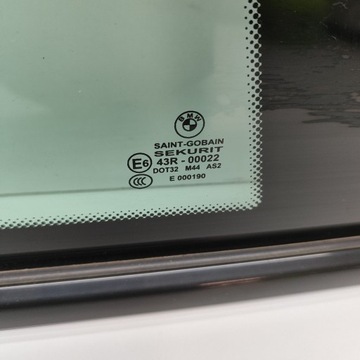 BMW
SAINT-GOBAIN
SEKURIT
E6 43R - 00022
DOT32 M44 AS2
CCC E 000190